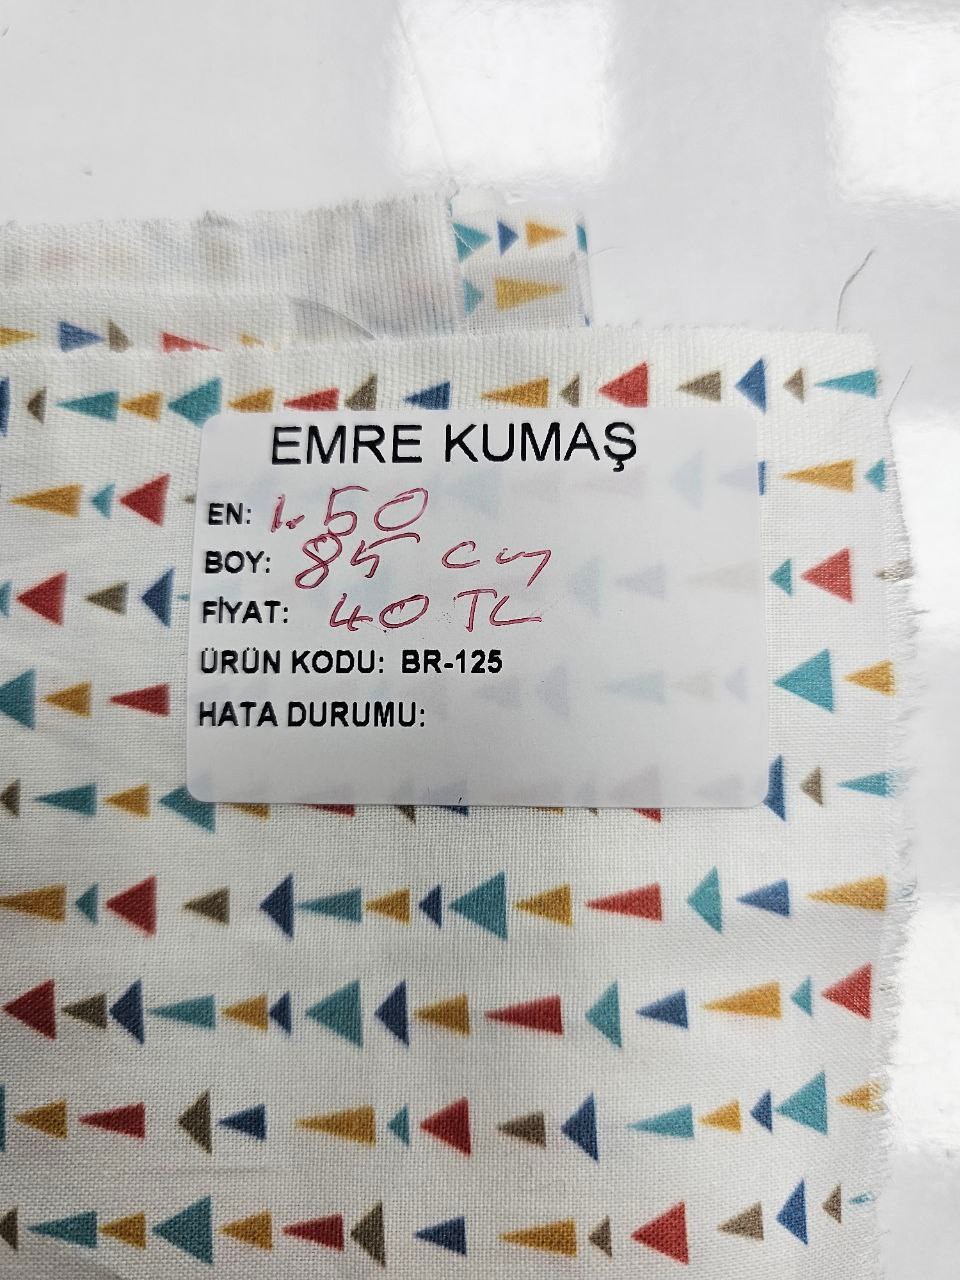 EMRE KUMAŞ
EN: 1.50
BOY: 85 cm
FİYAT: 40 TL
ÜRÜN KODU: BR-125
HATA DURUMU: